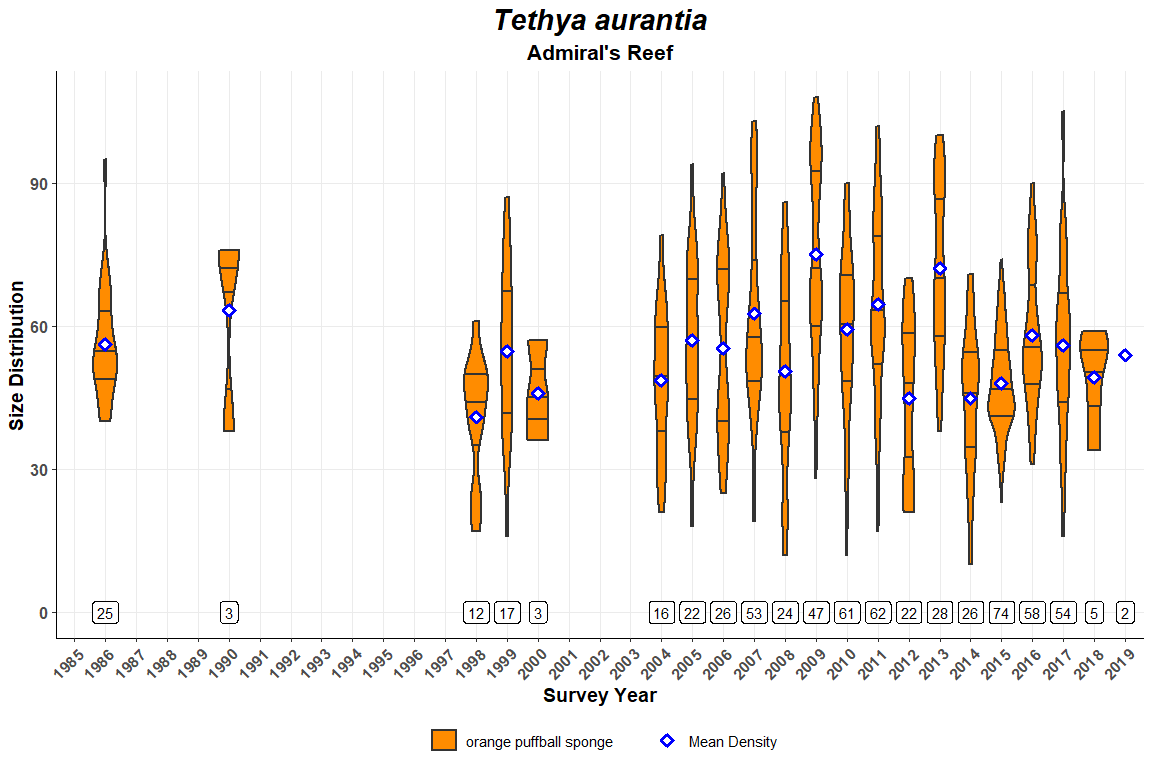 Tethya aurantia
Admiral's Reef
Size Distribution
90
60
30
0
25 3 12 17 3 16 22 26 53 24 47 61 62 22 28 26 74 58 54 5 2
1985 1986 1987 1988 1989 1990 1991 1992 1993 1994 1995 1996 1997 1998 1999 2000 2001 2002 2003 2004 2005 2006 2007 2008 2009 2010 2011 2012 2013 2014 2015 2016 2017 2018 2019
Survey Year
orange puffball sponge Mean Density